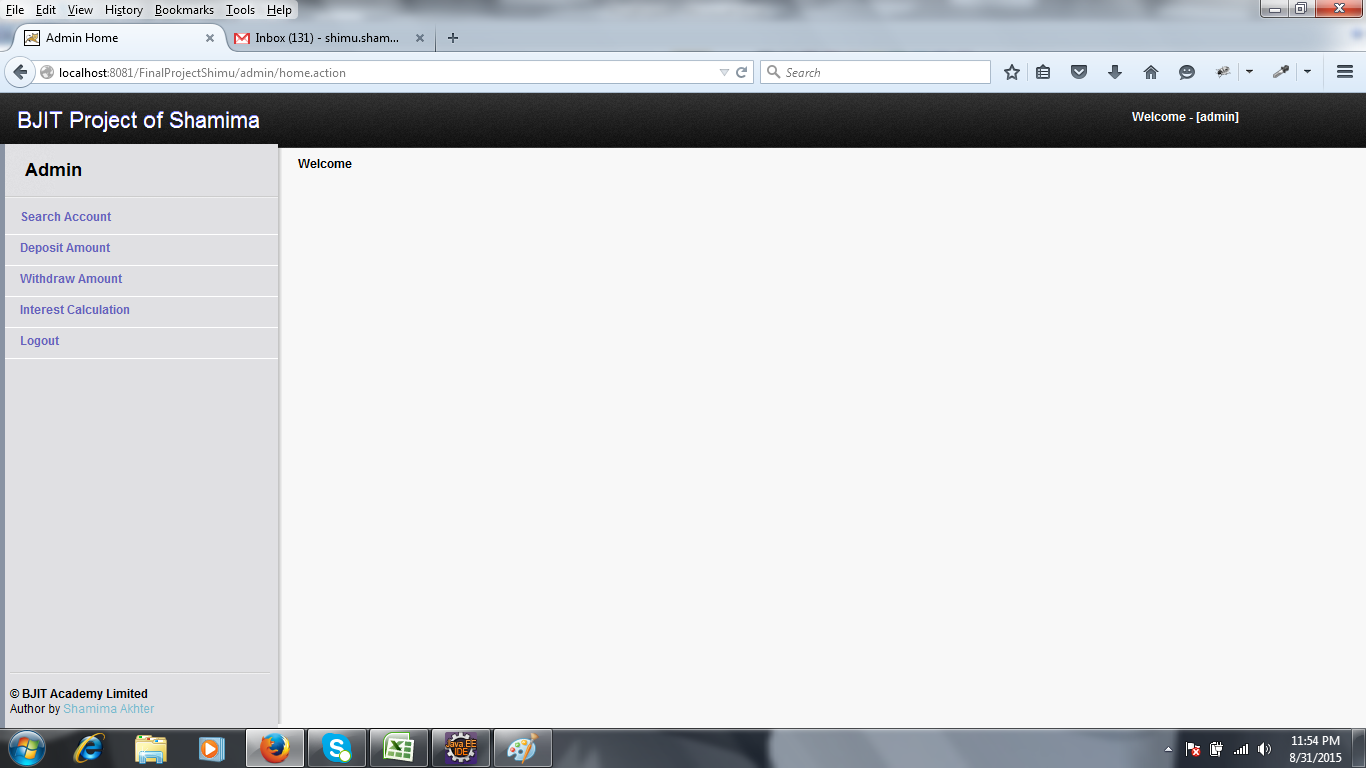 File Edit View History Bookmarks Tools Help
Admin Home
Inbox (131) - shimu.sham...
localhost:8081/FinalProjectShimu/admin/home.action
Search
BJIT Project of Shamima
Welcome - [admin]
Admin
Welcome
Search Account
Deposit Amount
Withdraw Amount
Interest Calculation
Logout
© BJIT Academy Limited
Author by Shamima Akhter
Java EE
IDE
11:54 PM
8/31/2015